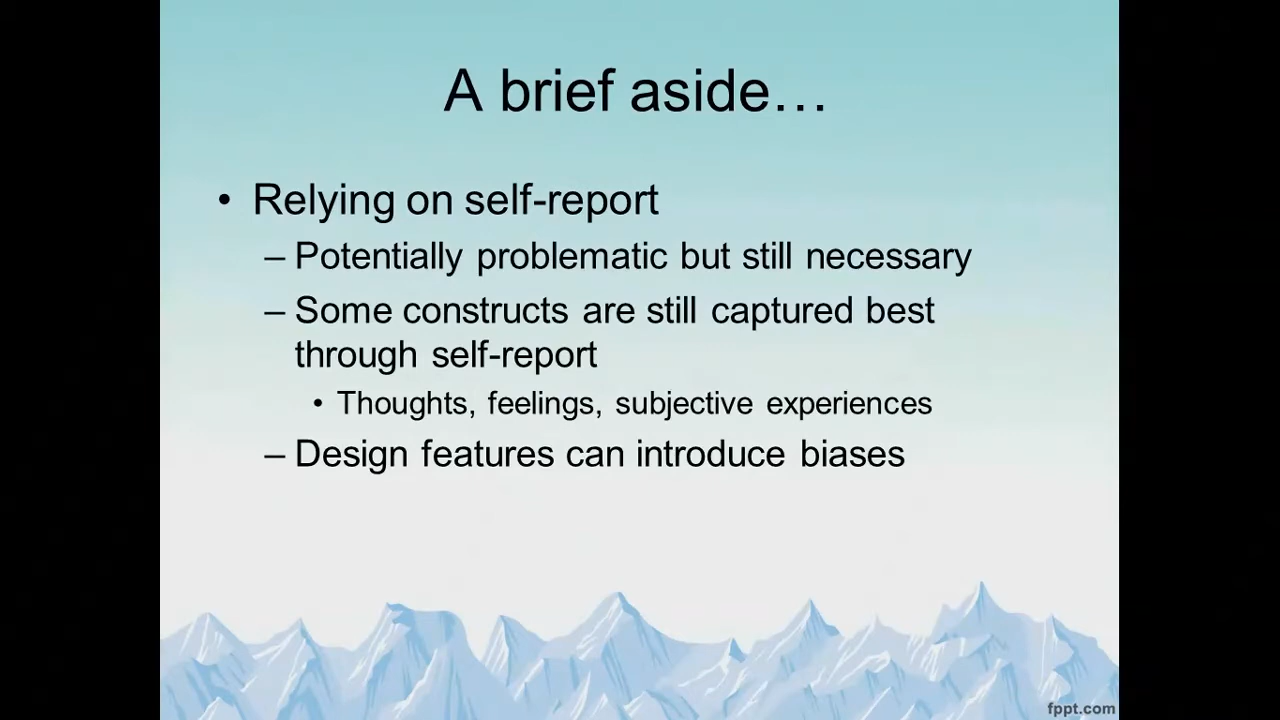 A brief aside…
• Relying on self-report
– Potentially problematic but still necessary
– Some constructs are still captured best
through self-report
• Thoughts, feelings, subjective experiences
– Design features can introduce biases
fppt.com